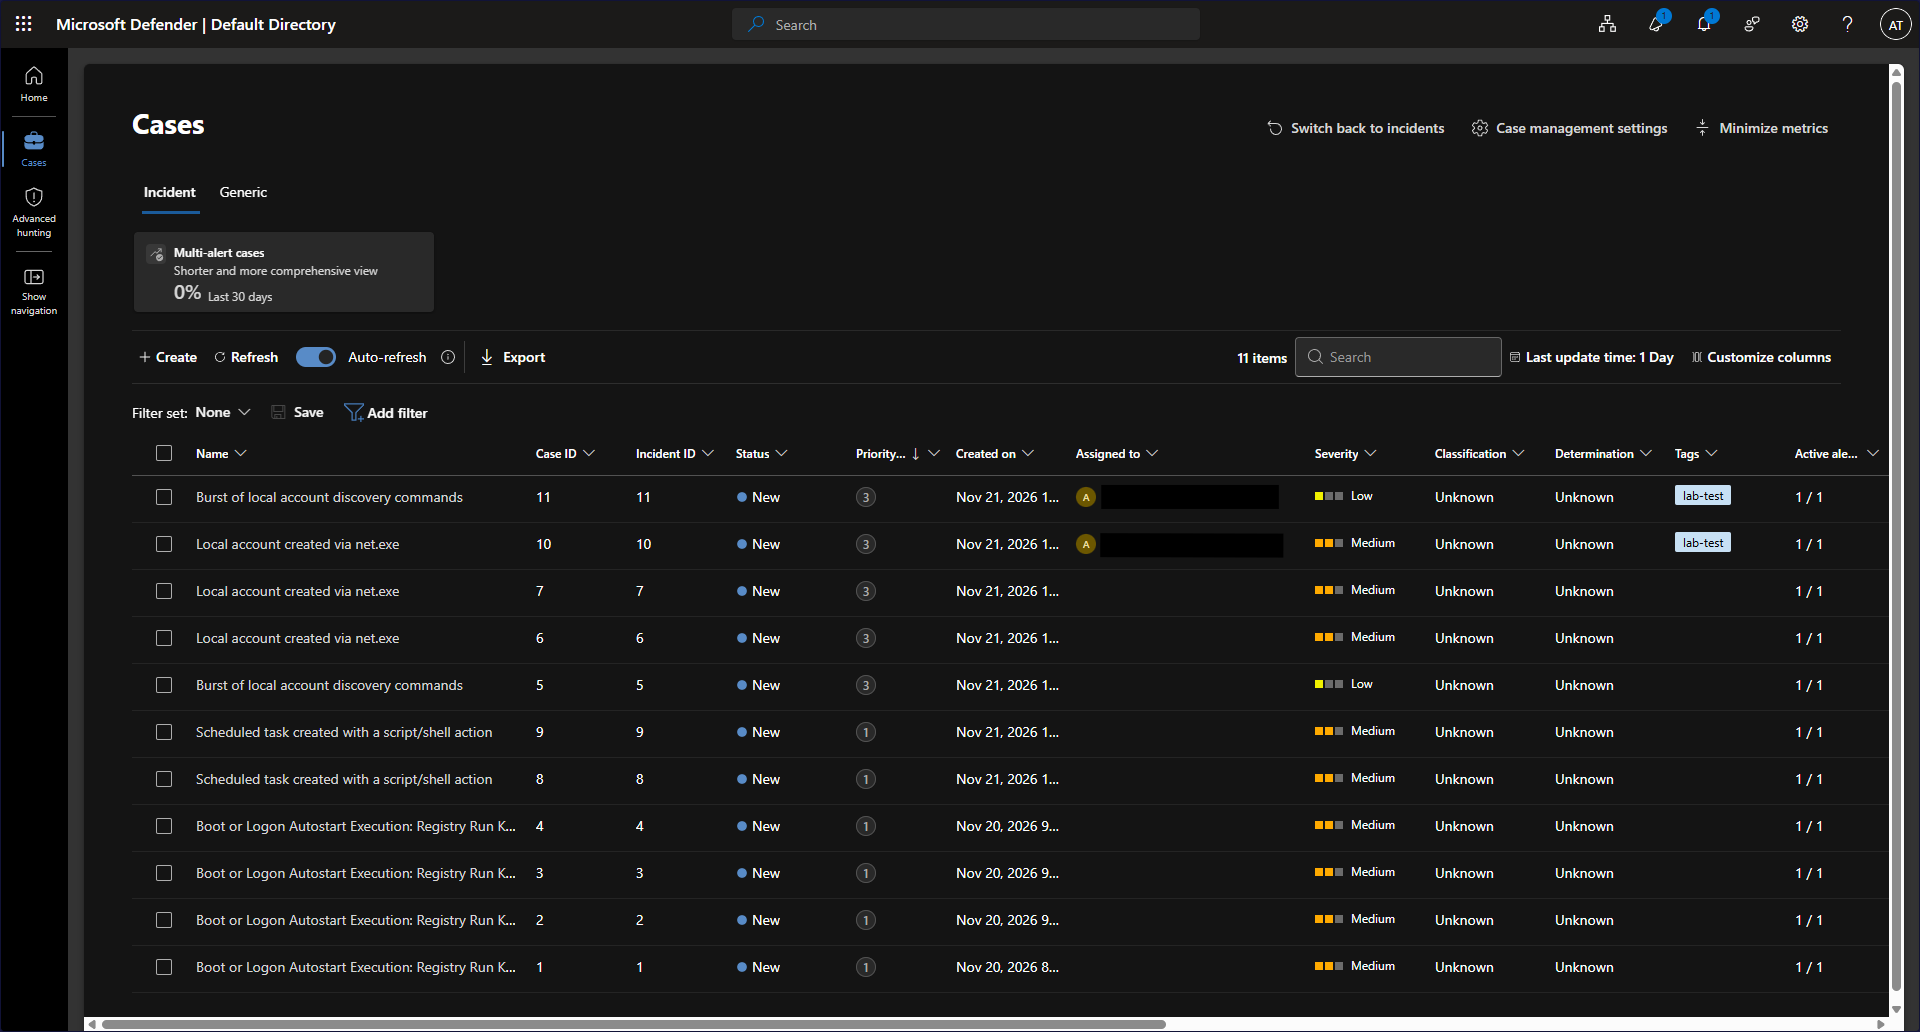 Microsoft Defender | Default Directory
Search
1
1
AT
Home
Cases
Advanced
hunting
Show
navigation
Cases
Switch back to incidents
Case management settings
Minimize metrics
Incident
Generic
Multi-alert cases
Shorter and more comprehensive view
0% Last 30 days
Create
Refresh
Auto-refresh
Export
11 items
Search
Last update time: 1 Day
Customize columns
Filter set: None
Save
Add filter
Name Case ID Incident ID Status Priority... Created on Assigned to Severity Classification Determination Tags Active ale...
Burst of local account discovery commands 11 11 New 3 Nov 21, 2026 1... A Low Unknown Unknown lab-test 1 / 1
Local account created via net.exe 10 10 New 3 Nov 21, 2026 1... A Medium Unknown Unknown lab-test 1 / 1
Local account created via net.exe 7 7 New 3 Nov 21, 2026 1... Medium Unknown Unknown 1 / 1
Local account created via net.exe 6 6 New 3 Nov 21, 2026 1... Medium Unknown Unknown 1 / 1
Burst of local account discovery commands 5 5 New 3 Nov 21, 2026 1... Low Unknown Unknown 1 / 1
Scheduled task created with a script/shell action 9 9 New 1 Nov 21, 2026 1... Medium Unknown Unknown 1 / 1
Scheduled task created with a script/shell action 8 8 New 1 Nov 21, 2026 1... Medium Unknown Unknown 1 / 1
Boot or Logon Autostart Execution: Registry Run K... 4 4 New 1 Nov 20, 2026 9... Medium Unknown Unknown 1 / 1
Boot or Logon Autostart Execution: Registry Run K... 3 3 New 1 Nov 20, 2026 9... Medium Unknown Unknown 1 / 1
Boot or Logon Autostart Execution: Registry Run K... 2 2 New 1 Nov 20, 2026 9... Medium Unknown Unknown 1 / 1
Boot or Logon Autostart Execution: Registry Run K... 1 1 New 1 Nov 20, 2026 8... Medium Unknown Unknown 1 / 1